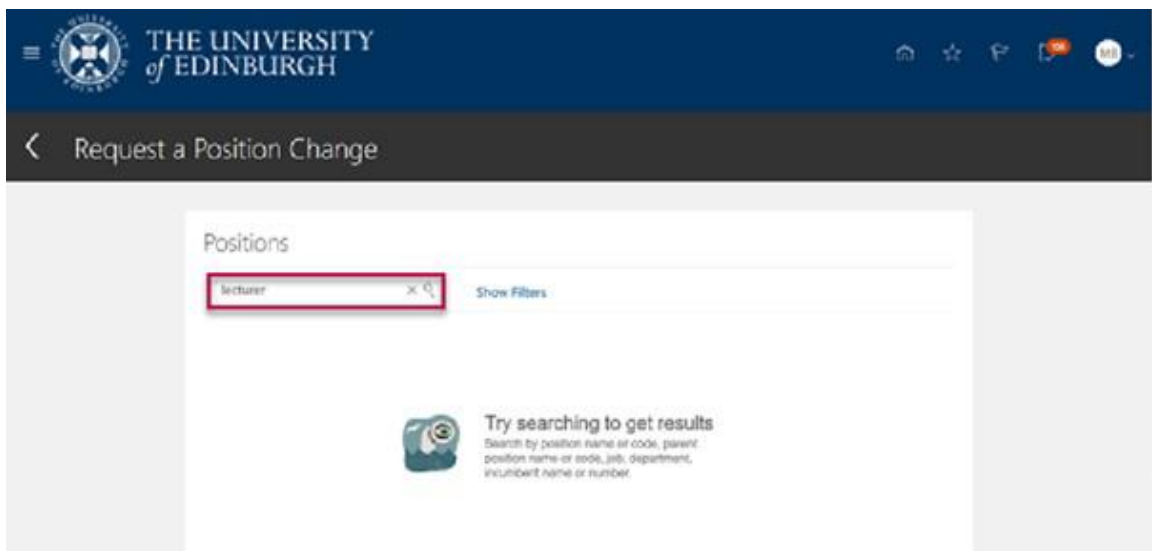 THE UNIVERSITY
of EDINBURGH
MB
Request a Position Change
Positions
lecturer
Show Filters
Try searching to get results
Search by position name or code, parent
position name or code, job, department,
incumbent name or number.